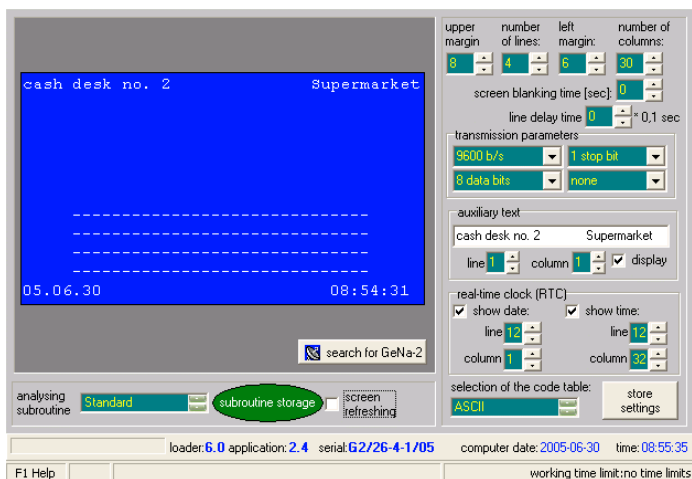 upper margin number of lines: left margin: number of columns:
8 4 6 30
screen blanking time [sec]: 0
line delay time 0 * 0,1 sec
cash desk no. 2 Supermarket
------------------------------
------------------------------
------------------------------
------------------------------
05.06.30 08:54:31
search for GeNa-2
transmission parameters
9600 b/s 1 stop bit
8 data bits none
auxiliary text
cash desk no. 2 Supermarket
line 1 column 1 display
real-time clock (RTC)
show date: show time:
line 12 line 12
column 1 column 32
analysing subroutine Standard subroutine storage screen refreshing
selection of the code table:
ASCII store settings
loader:6.0 application:2.4 serial:G2/26-4-1/05 computer date:2005-06-30 time:08:55:35
F1 Help working time limit:no time limits